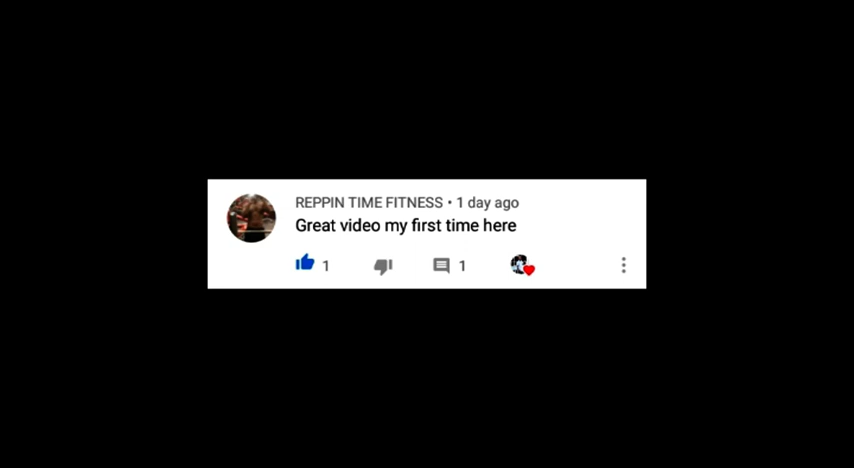 REPPIN TIME FITNESS • 1 day ago
Great video my first time here
1 1